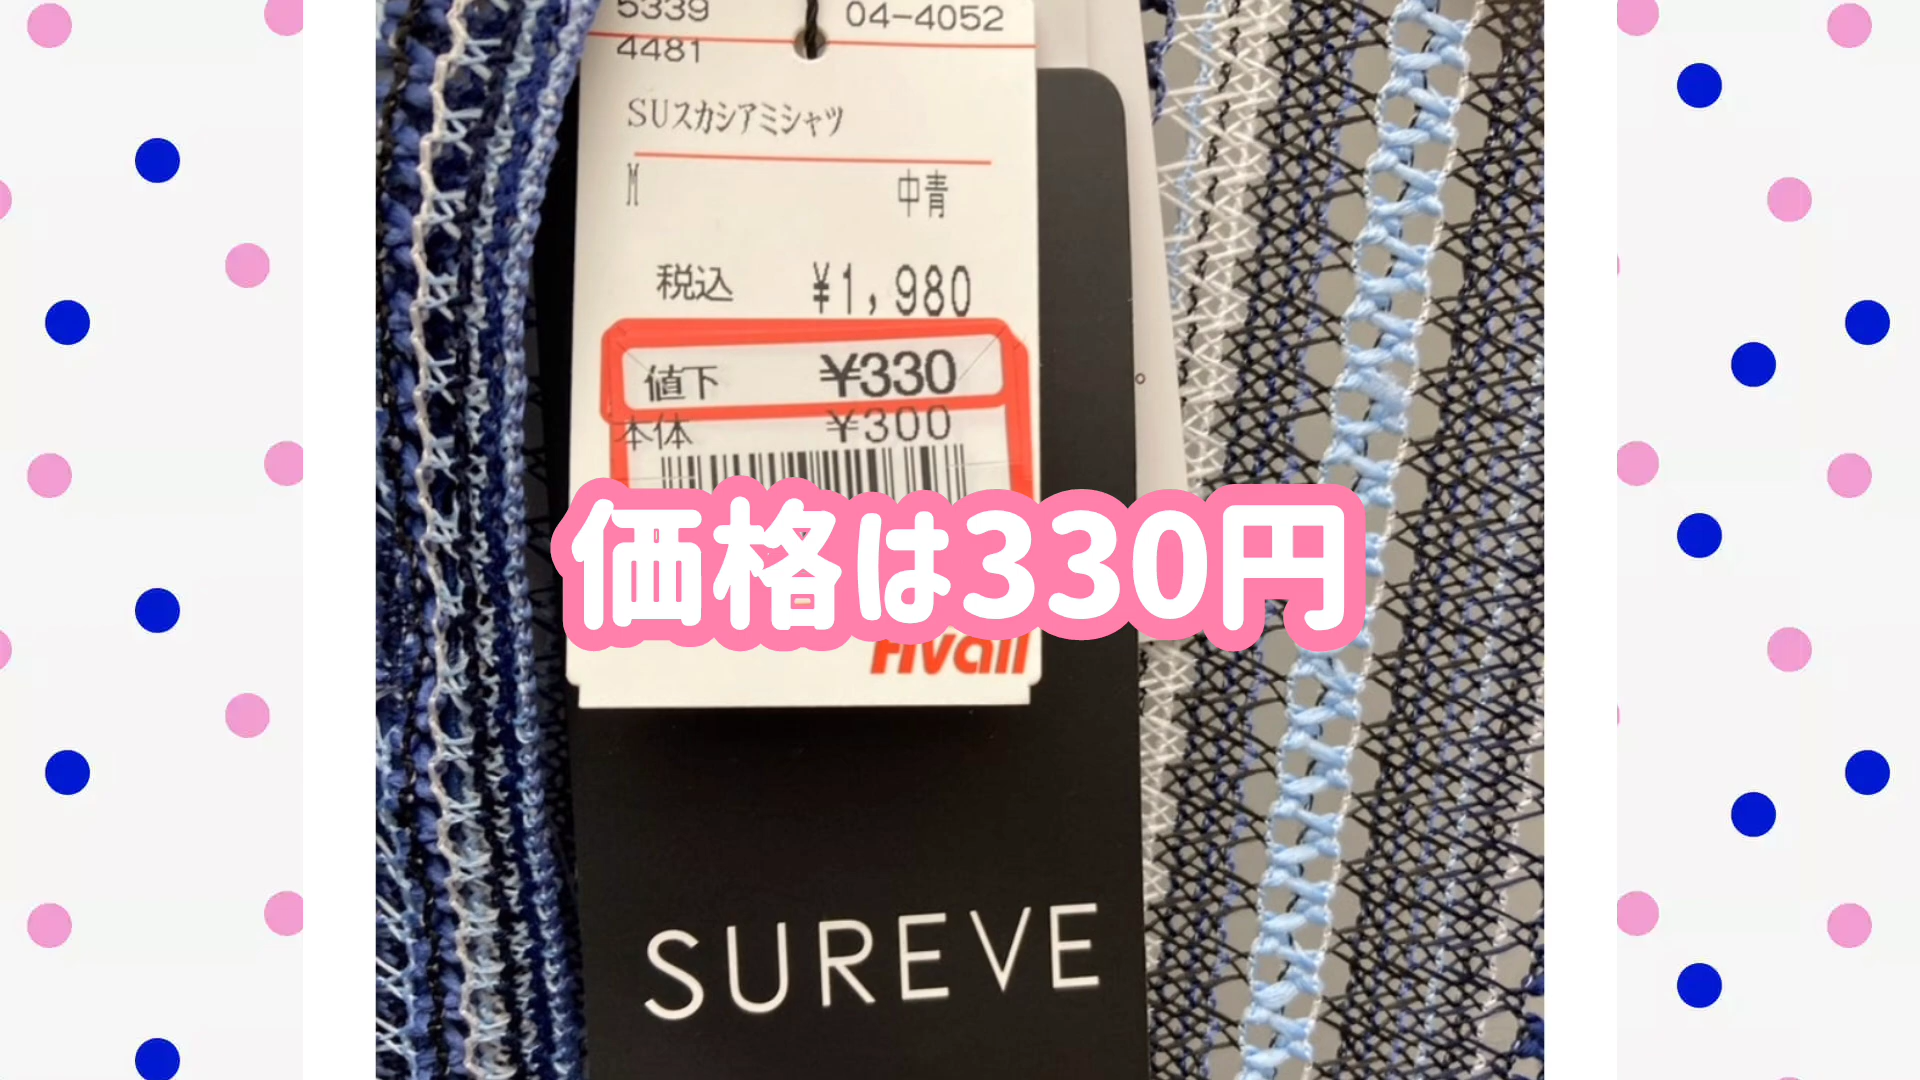 5339
04-4052
4481
SUスカシアミシャツ
M 中青
税込 ¥1,980
値下 ¥330
本体 ¥300
価格は330円
SUREVE